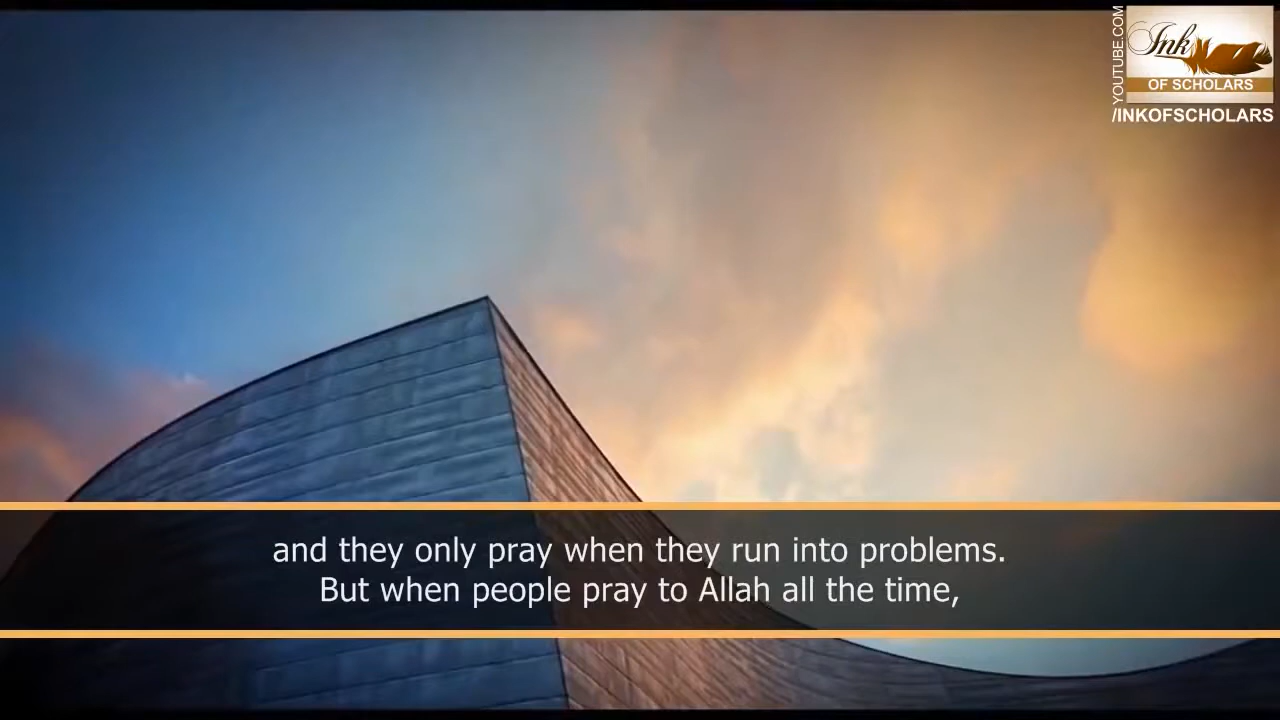 YOUTUBE.COM
Ink
OF SCHOLARS
/INKOFSCHOLARS
and they only pray when they run into problems.
But when people pray to Allah all the time,